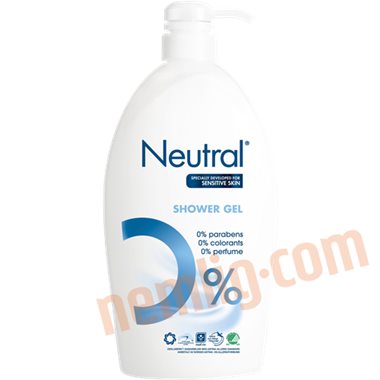 Neutral®
SPECIALLY DEVELOPED FOR
SENSITIVE SKIN
SHOWER GEL
0% parabens
0% colorants
0% perfume
0%
nemlig.com